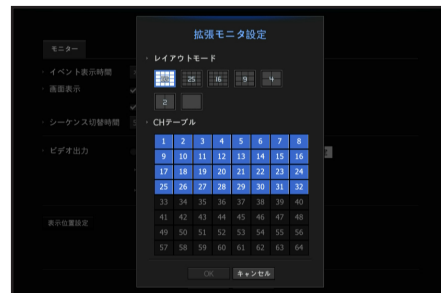 拡張モニタ設定
モニター
・ レイアウトモード
・ イベント表示時間
25 16 9 4
・ 画面表示
2
・ シーケンス切替時間
・ CHテーブル
1 2 3 4 5 6 7 8
・ ビデオ出力
9 10 11 12 13 14 15 16
17 18 19 20 21 22 23 24
25 26 27 28 29 30 31 32
33 34 35 36 37 38 39 40
41 42 43 44 45 46 47 48
表示位置設定
49 50 51 52 53 54 55 56
57 58 59 60 61 62 63 64
OK キャンセル